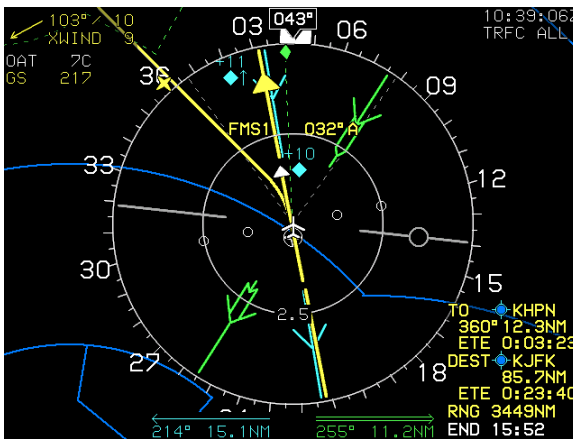 103° / 10
XWIND 9
OAT 7C
GS 217
043°
10:39:06Z
TRFC ALL
03
06
09
12
15
18
27
30
33
36
+11
FMS1
032° A
+10
2.5
TO KHPN
360° 12.3NM
ETE 0:03:23
DEST KJFK
85.7NM
ETE 0:23:40
RNG 3449NM
END 15:52
214° 15.1NM
255° 11.2NM